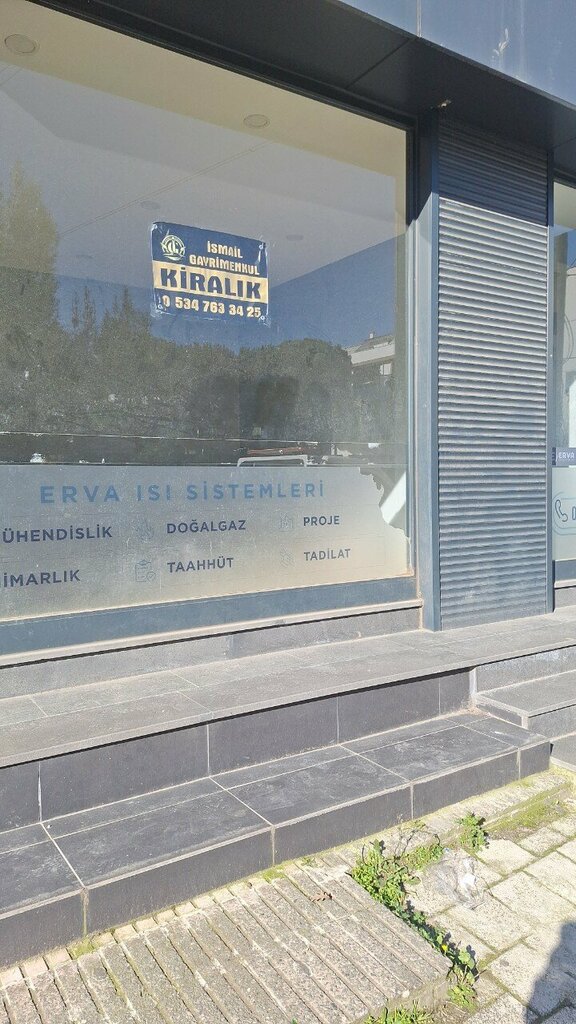 İSMAİL
GAYRİMENKUL
KİRALIK
0 534 763 34 25
ERVA ISI SİSTEMLERİ
ÜHENDİSLİK
DOĞALGAZ
PROJE
İMARLIK
TAAHHÜT
TADİLAT
ERVA